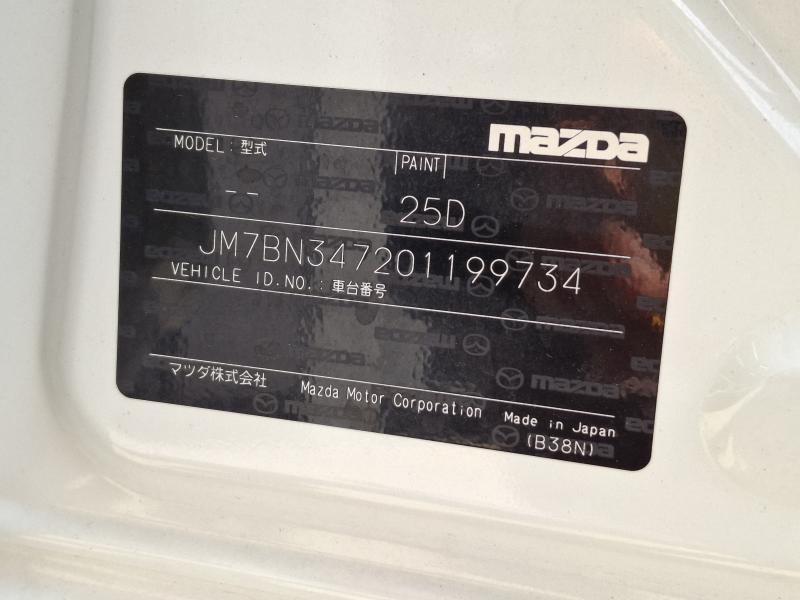 mazda
MODEL : 型式
PAINT
-- 25D
JM7BN347201199734
VEHICLE ID.NO. : 車台番号
マツダ株式会社 Mazda Motor Corporation Made in Japan
(B38N)